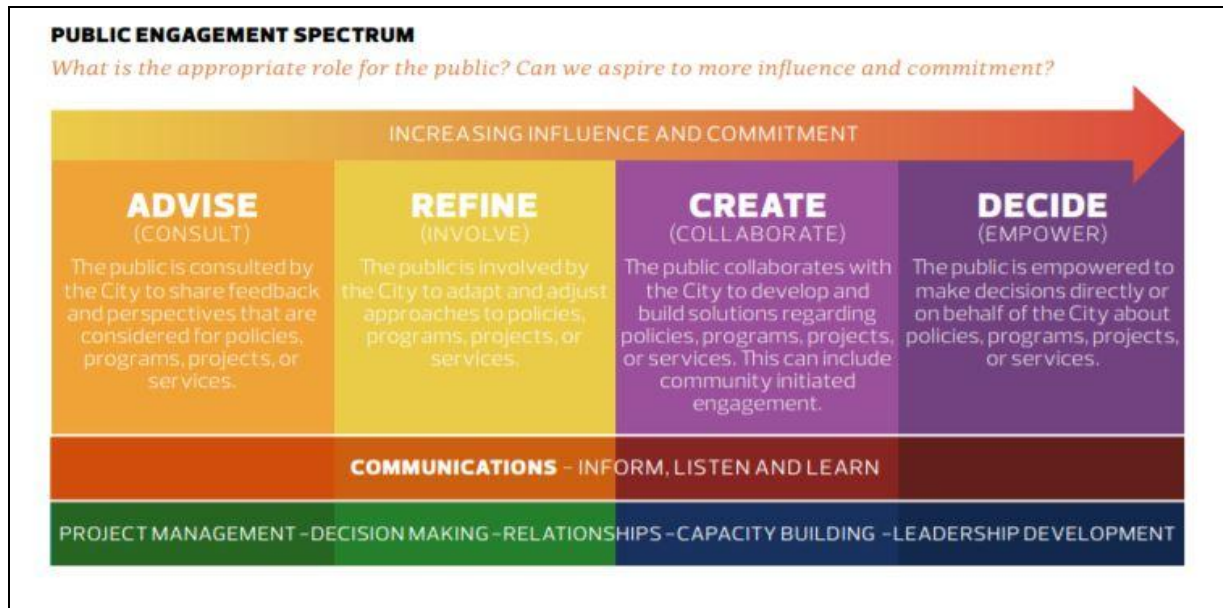 PUBLIC ENGAGEMENT SPECTRUM
What is the appropriate role for the public? Can we aspire to more influence and commitment?
INCREASING INFLUENCE AND COMMITMENT
ADVISE
(CONSULT)
The public is consulted by
the City to share feedback
and perspectives that are
considered for policies,
programs, projects, or
services.
REFINE
(INVOLVE)
The public is involved by
the City to adapt and adjust
approaches to policies,
programs, projects, or
services.
CREATE
(COLLABORATE)
The public collaborates with
the City to develop and
build solutions regarding
policies, programs, projects,
or services. This can include
community initiated
engagement.
DECIDE
(EMPOWER)
The public is empowered to
make decisions directly or
on behalf of the City about
policies, programs, projects,
or services.
COMMUNICATIONS - INFORM, LISTEN AND LEARN
PROJECT MANAGEMENT -DECISION MAKING-RELATIONSHIPS -CAPACITY BUILDING -LEADERSHIP DEVELOPMENT